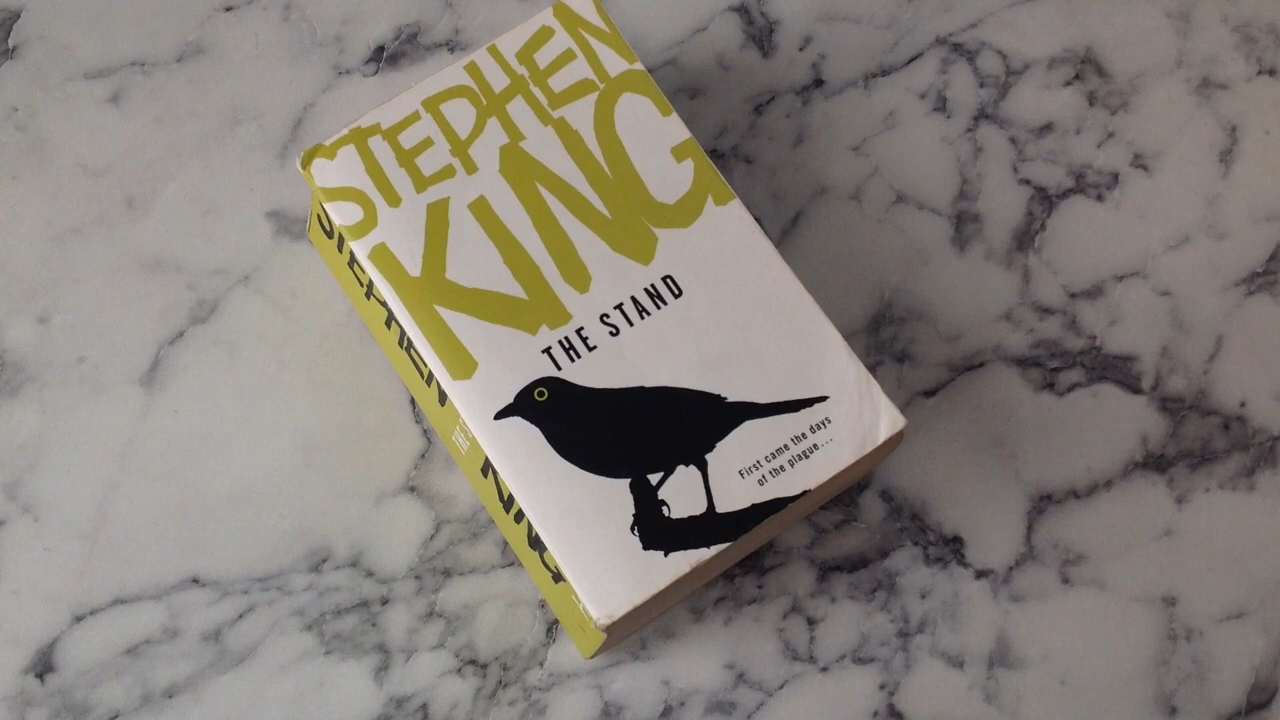 STEPHEN
KING
THE STAND
First came the days
of the plague...
STEPHEN
KING